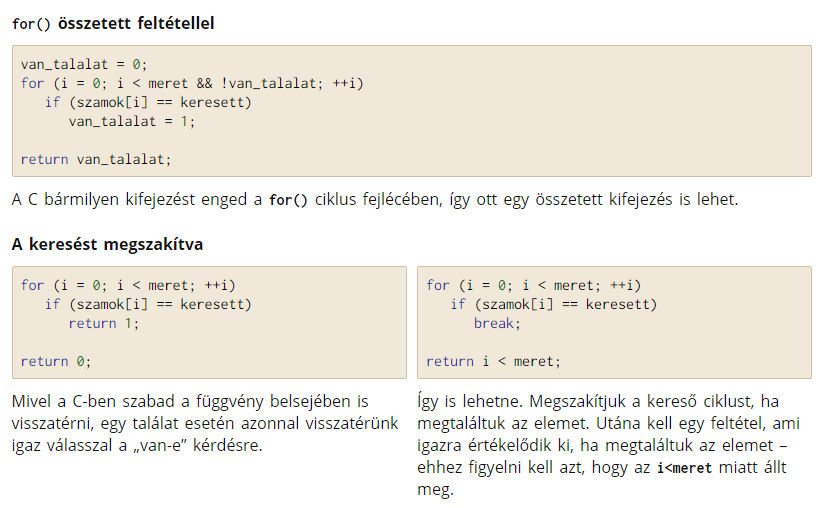 for() összetett feltétellel
van_talalat = 0;
for (i = 0; i < meret && !van_talalat; ++i)
   if (szamok[i] == keresett)
      van_talalat = 1;

return van_talalat;
A C bármilyen kifejezést enged a for() ciklus fejlécében, így ott egy összetett kifejezés is lehet.
A keresést megszakítva
for (i = 0; i < meret; ++i)
   if (szamok[i] == keresett)
      return 1;

return 0;
Mivel a C-ben szabad a függvény belsejében is
visszatérni, egy találat esetén azonnal visszatérünk
igaz válasszal a „van-e” kérdésre.
for (i = 0; i < meret; ++i)
   if (szamok[i] == keresett)
      break;

return i < meret;
Így is lehetne. Megszakítjuk a kereső ciklust, ha
megtaláltuk az elemet. Utána kell egy feltétel, ami
igazra értékelődik ki, ha megtaláltuk az elemet –
ehhez figyelni kell azt, hogy az i<meret miatt állt
meg.